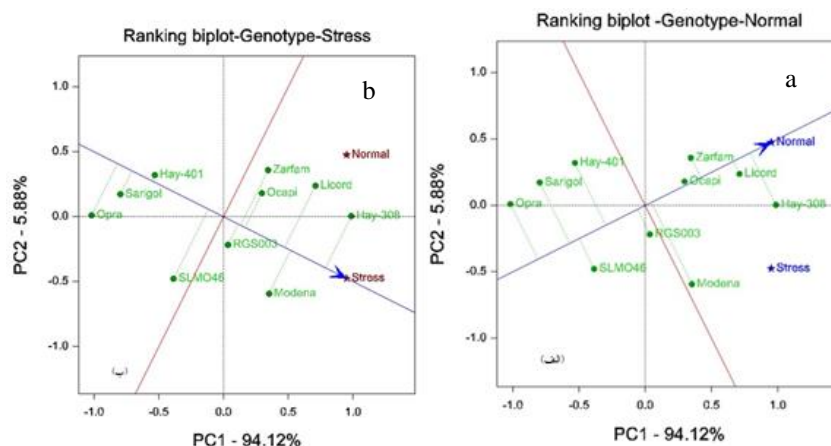 Ranking biplot-Genotype-Stress
b
PC2 - 5.88%
1.0
0.5
0.0
-0.5
-1.0
Hay-401
Sarigol
Opra
SLMO46
Zarfam
Ocapi
Licord
Hay-308
RGS003
Modena
Normal
Stress
(ب)
-1.0
-0.5
0.0
0.5
1.0
PC1 - 94.12%
Ranking biplot -Genotype-Normal
a
PC2 - 5.88%
1.0
0.5
0.0
-0.5
-1.0
Hay-401
Sarigol
Opra
SLMO46
Zarfam
Ocapi
Licord
Hay-308
RGS003
Modena
Normal
Stress
(الف)
-1.0
-0.5
0.0
0.5
1.0
PC1 - 94.12%